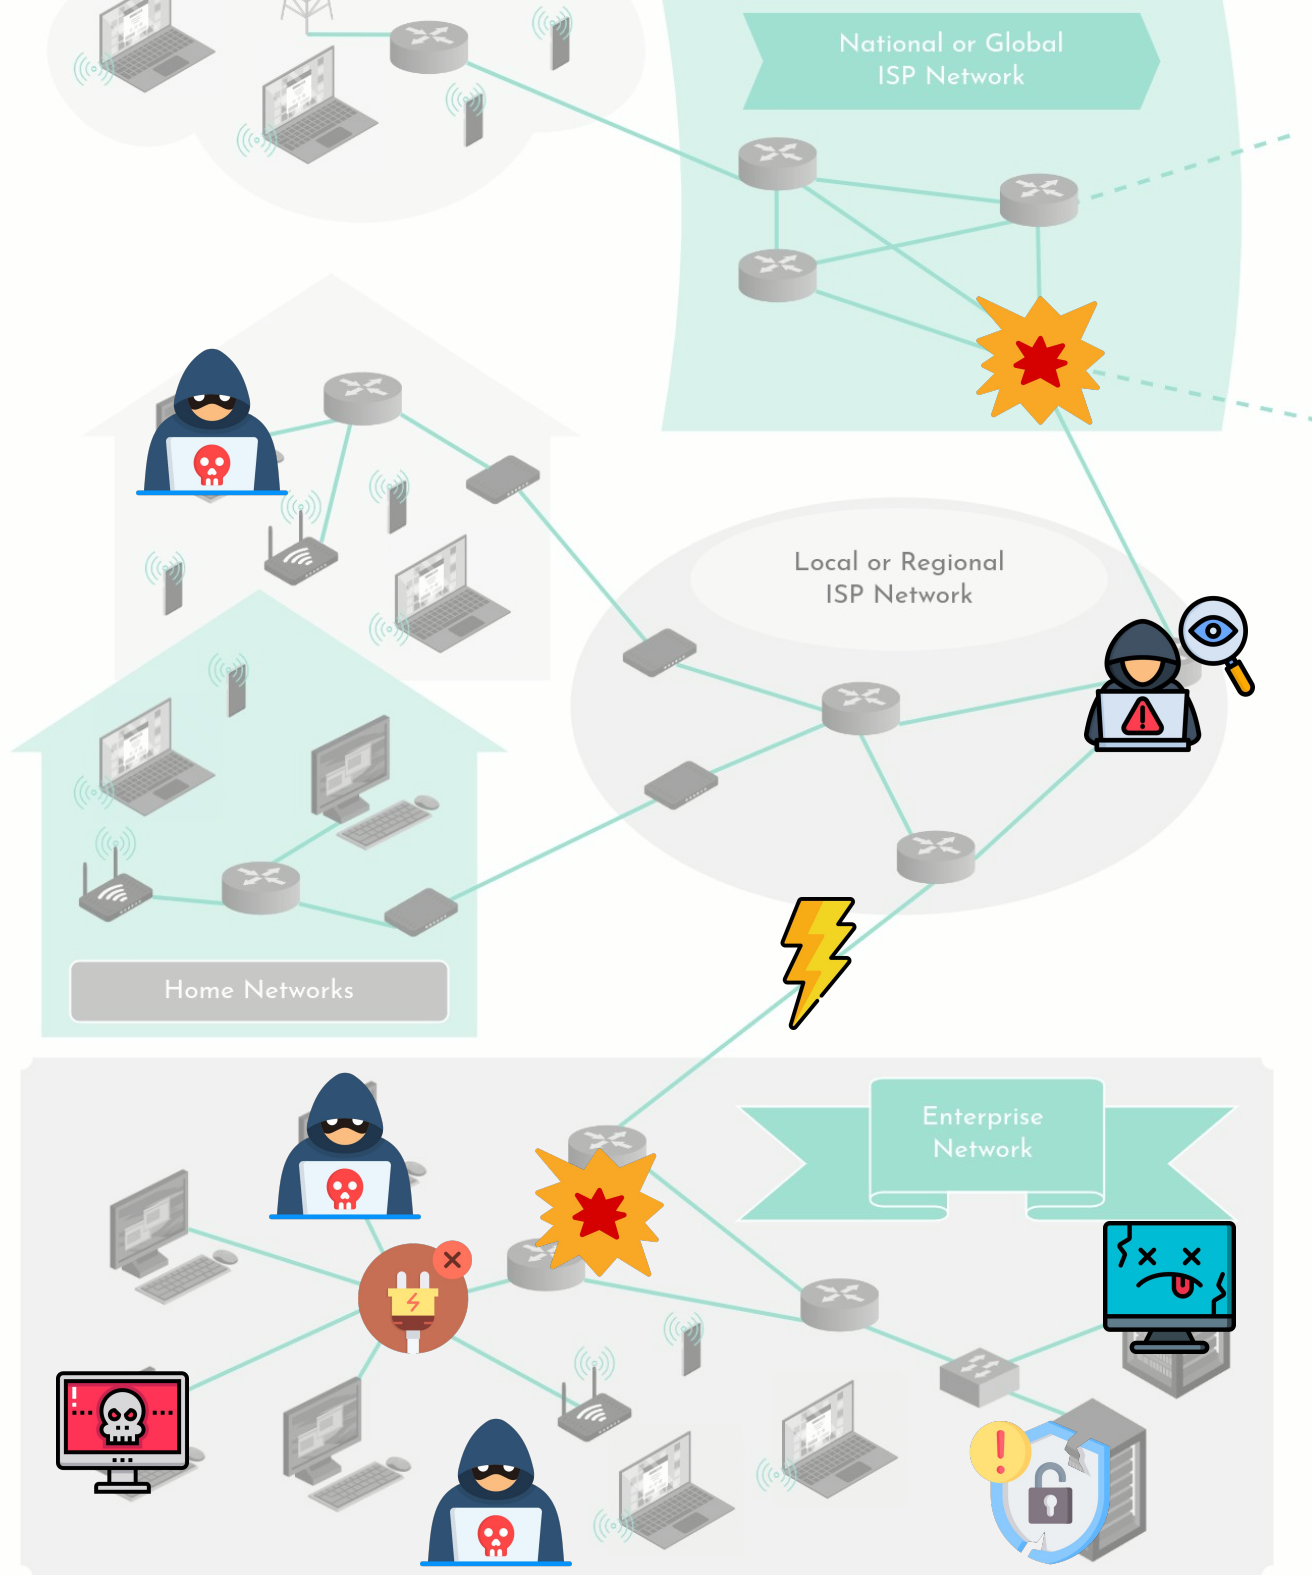 National or Global
ISP Network
Local or Regional
ISP Network
Home Networks
Enterprise
Network